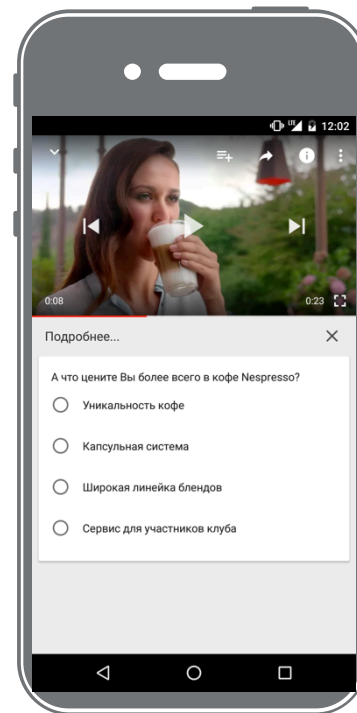 LTE 12:02
0:08 0:23
Подробнее...
А что цените Вы более всего в кофе Nespresso?
Уникальность кофе
Капсульная система
Широкая линейка блендов
Сервис для участников клуба